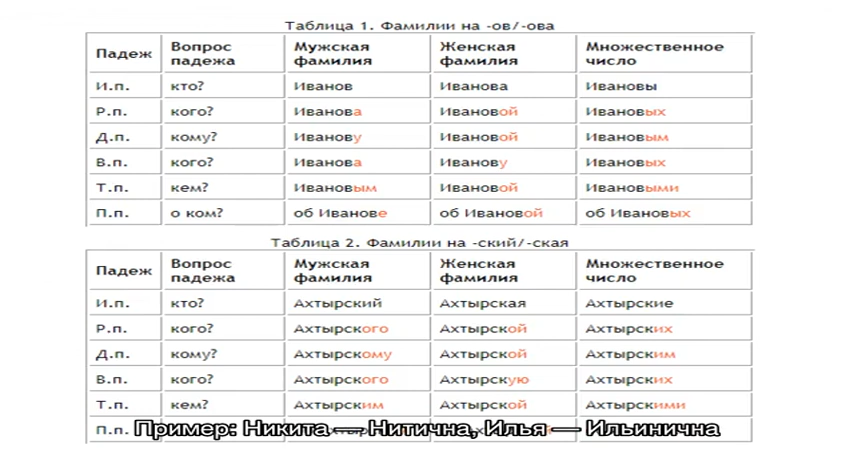 Таблица 1. Фамилии на -ов/-ова
Падеж Вопрос падежа Мужская фамилия Женская фамилия Множественное число
И.п. кто? Иванов Иванова Ивановы
Р.п. кого? Иванова Ивановой Ивановых
Д.п. кому? Иванову Ивановой Ивановым
В.п. кого? Иванова Иванову Ивановых
Т.п. кем? Ивановым Ивановой Ивановыми
П.п. о ком? об Иванове об Ивановой об Ивановых
Таблица 2. Фамилии на -ский/-ская
Падеж Вопрос падежа Мужская фамилия Женская фамилия Множественное число
И.п. кто? Ахтырский Ахтырская Ахтырские
Р.п. кого? Ахтырского Ахтырской Ахтырских
Д.п. кому? Ахтырскому Ахтырской Ахтырским
В.п. кого? Ахтырского Ахтырскую Ахтырских
Т.п. кем? Ахтырским Ахтырской Ахтырскими
П.п.
Пример: Никита — Нитична, Илья — Ильинична